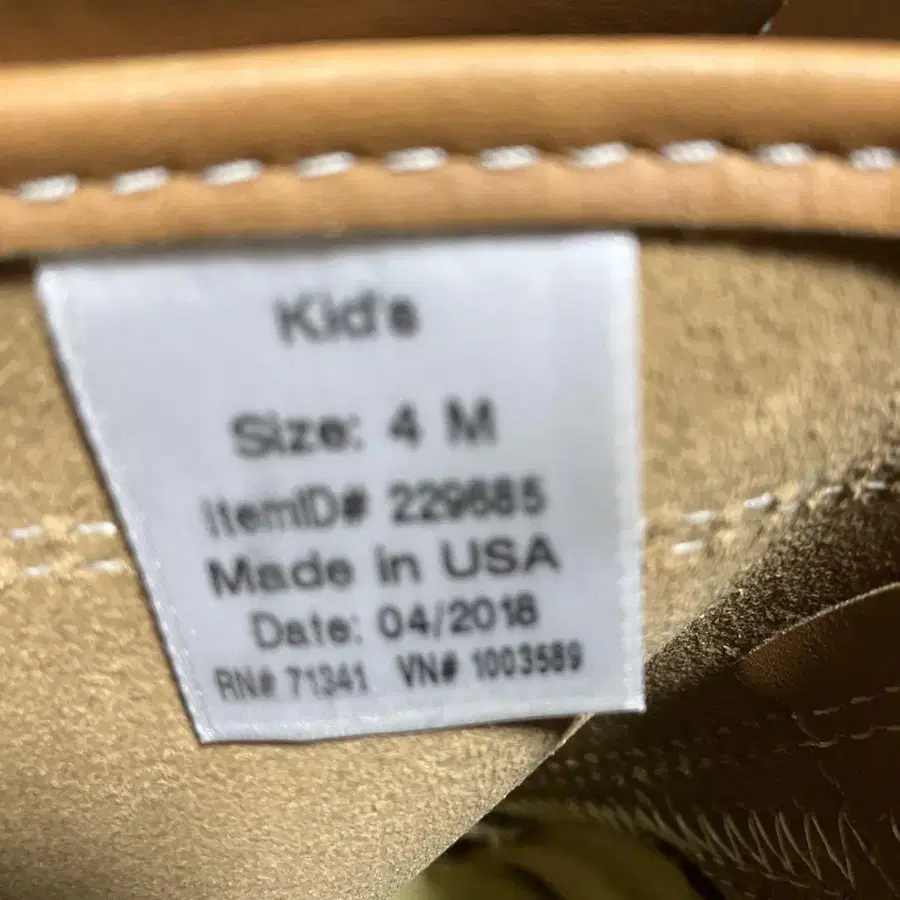 Kid's
Size: 4 M
ItemID# 229685
Made in USA
Date: 04/2018
RN# 71341 VN# 1003589